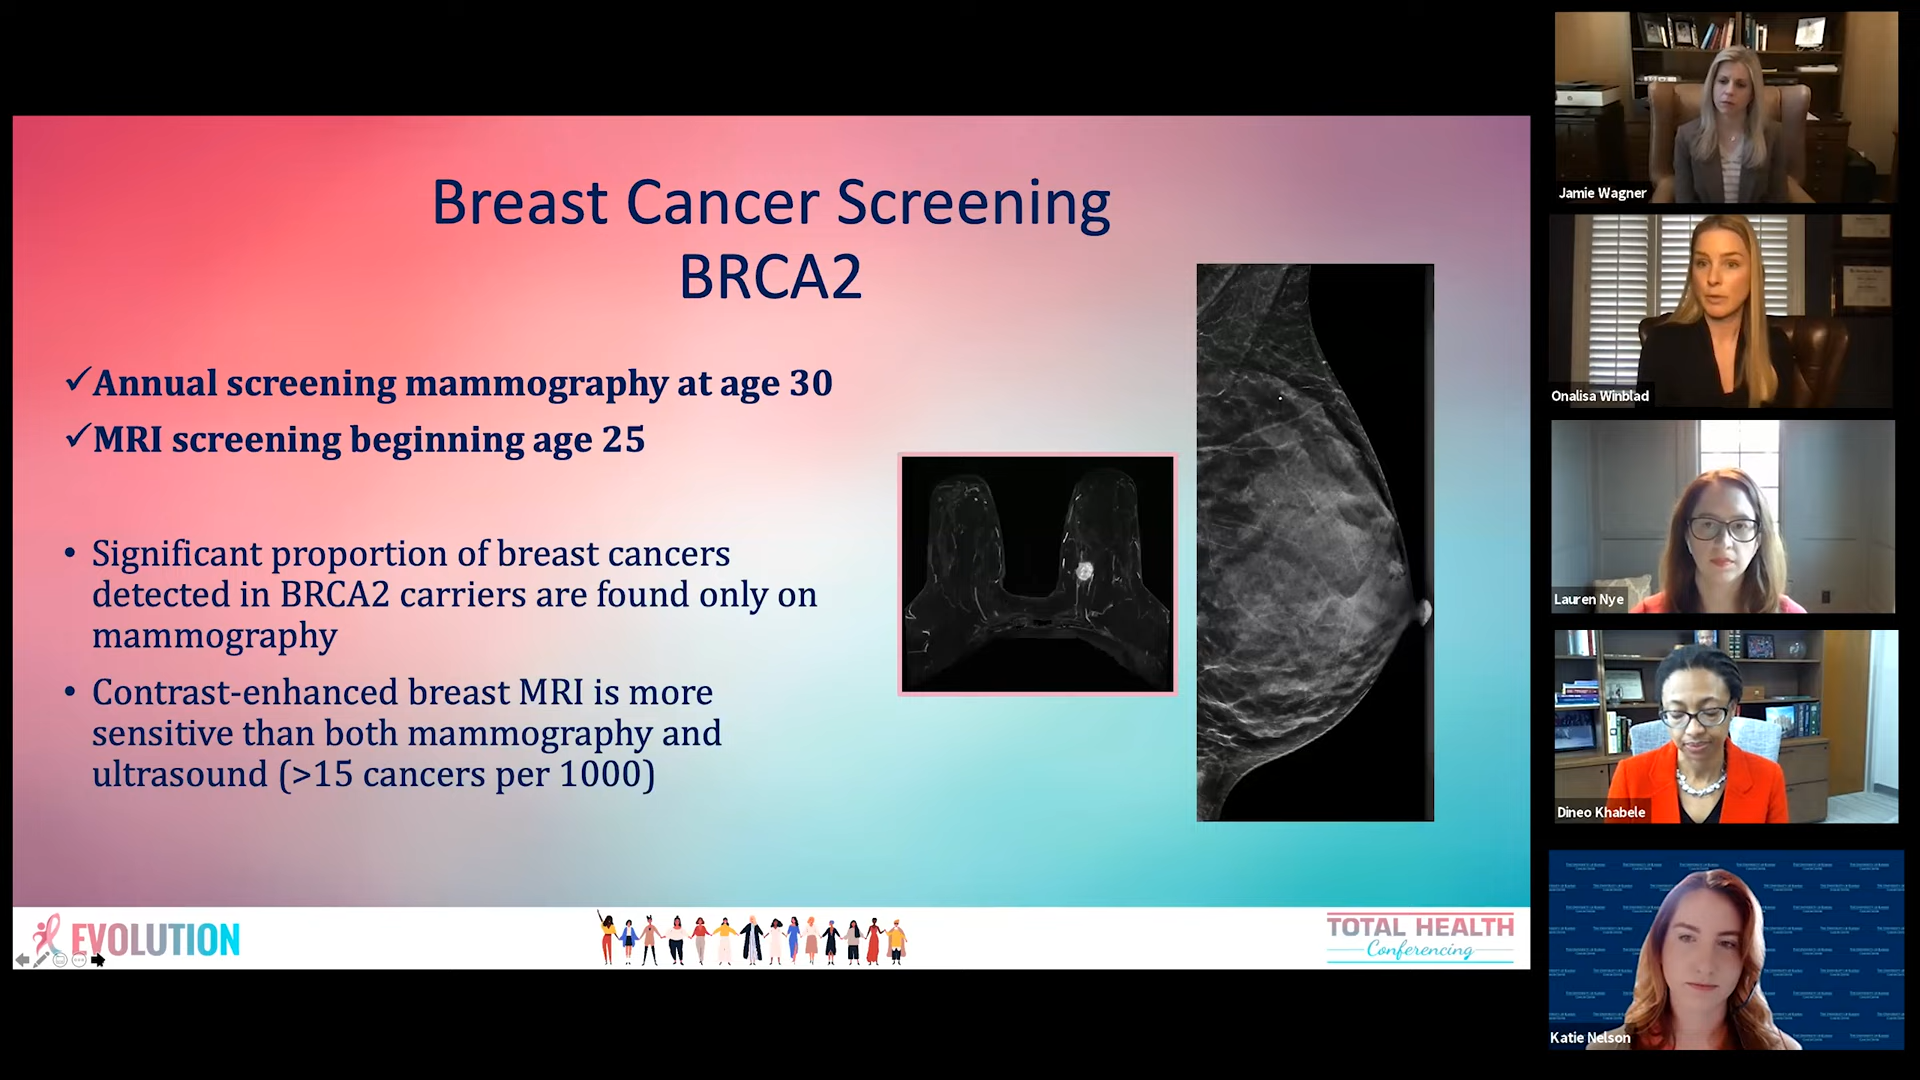 Breast Cancer Screening
BRCA2
✓Annual screening mammography at age 30
✓MRI screening beginning age 25
• Significant proportion of breast cancers
detected in BRCA2 carriers are found only on
mammography
• Contrast-enhanced breast MRI is more
sensitive than both mammography and
ultrasound (>15 cancers per 1000)
EVOLUTION
TOTAL HEALTH
Conferencing
Jamie Wagner
Onalisa Winblad
Lauren Nye
Dineo Khabele
Katie Nelson